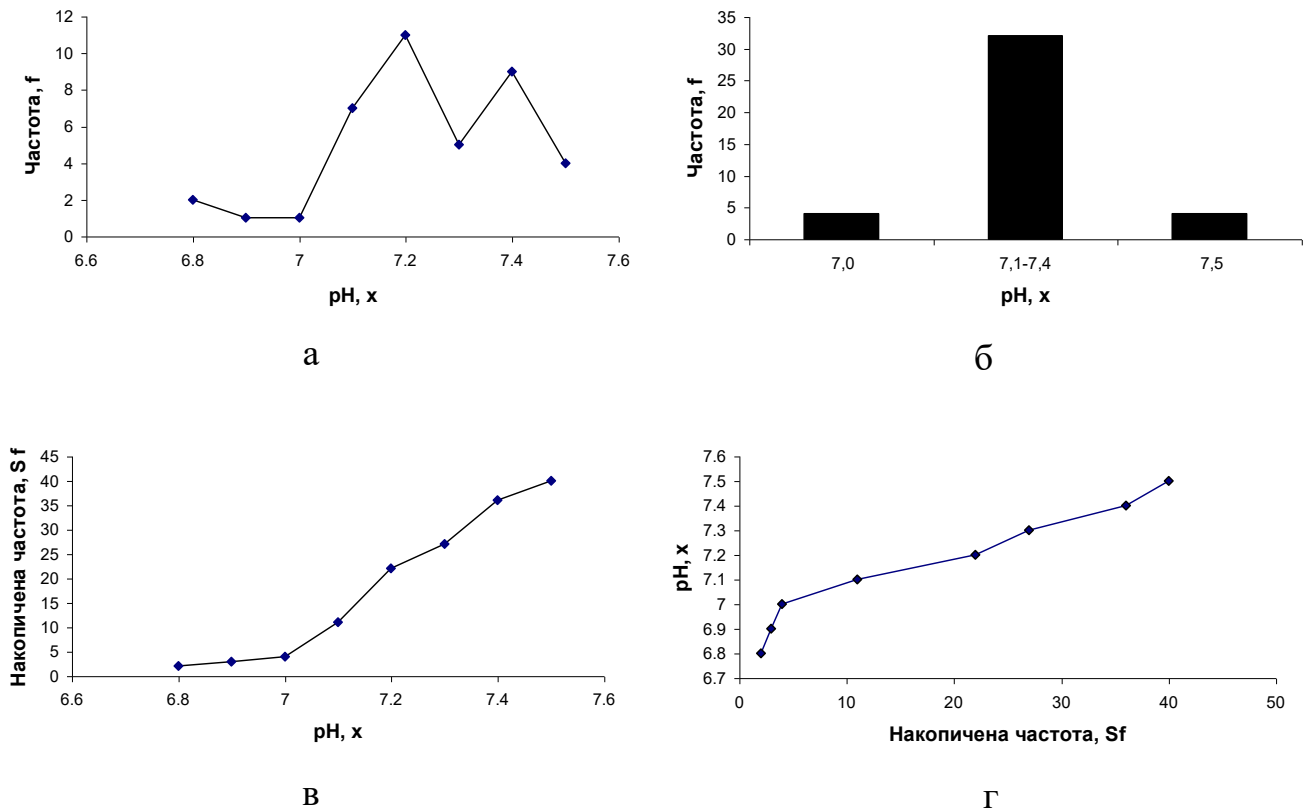 12
10
8
6
4
2
0
Частота, f
6.6 6.8 7 7.2 7.4 7.6
pH, x
а
35
30
25
20
15
10
5
0
Частота, f
7,0 7,1-7,4 7,5
pH, x
б
45
40
35
30
25
20
15
10
5
0
Накопичена частота, S f
6.6 6.8 7 7.2 7.4 7.6
pH, x
в
7.6
7.5
7.4
7.3
7.2
7.1
7
6.9
6.8
6.7
pH, x
0 10 20 30 40 50
Накопичена частота, Sf
г